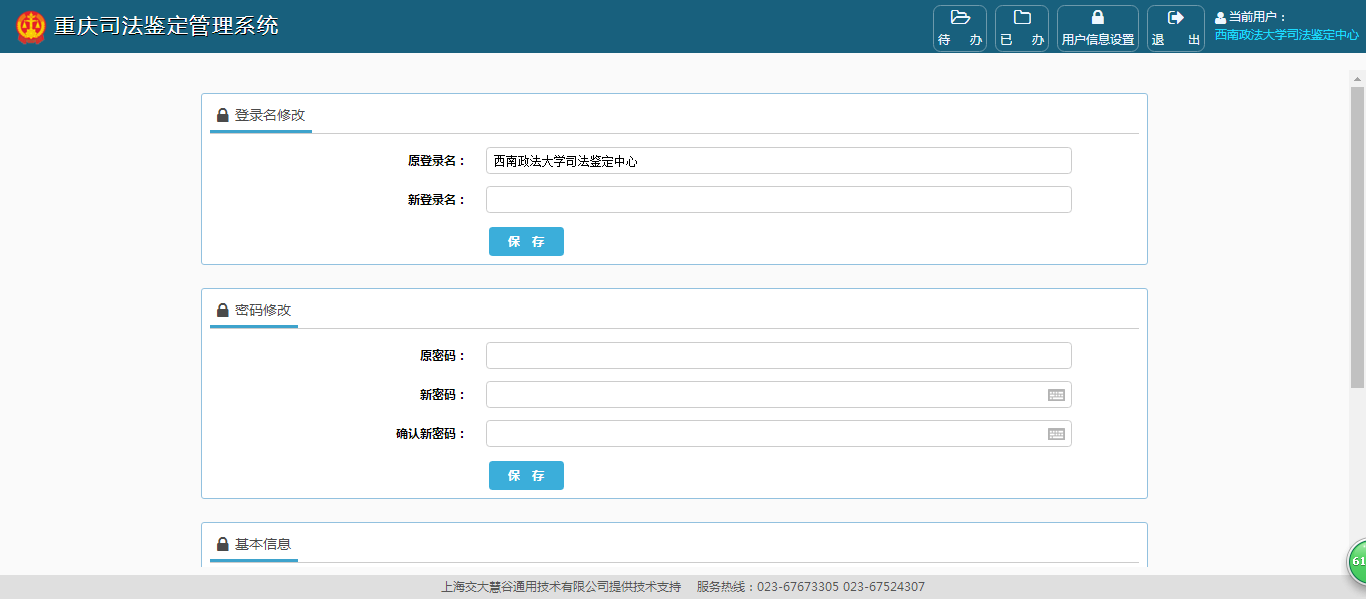 重庆司法鉴定管理系统
待 办
已 办
用户信息设置
退 出
当前用户：
西南政法大学司法鉴定中心
登录名修改
原登录名：
西南政法大学司法鉴定中心
新登录名：
保 存
密码修改
原密码：
新密码：
确认新密码：
保 存
基本信息
61
上海交大慧谷通用技术有限公司提供技术支持 服务热线：023-67673305 023-67524307